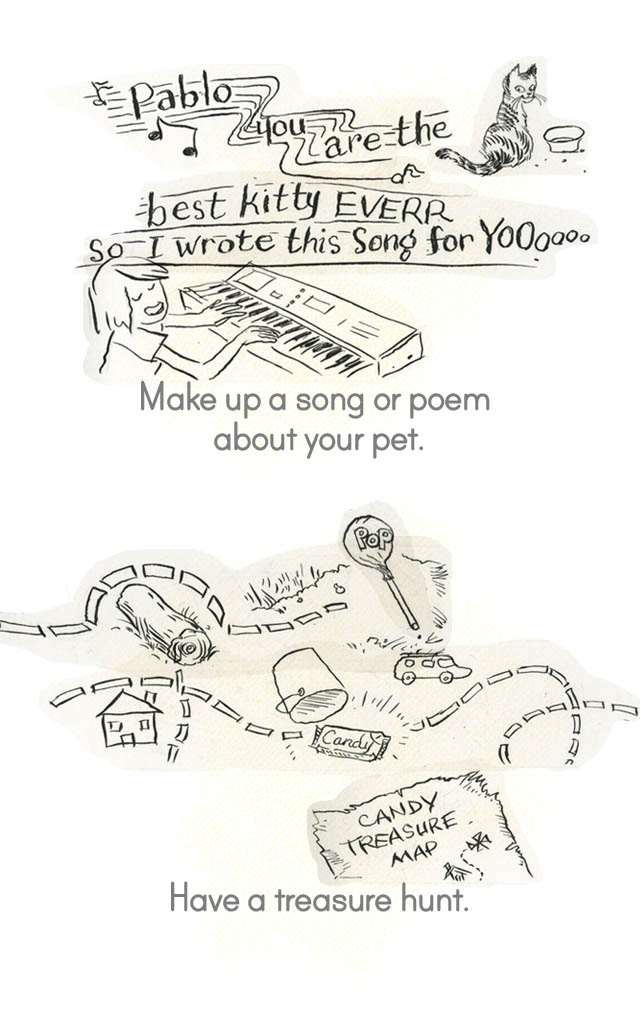 Pablo you are the
best kitty EVERR
So I wrote this Song for YOOoooo
Make up a song or poem
about your pet.
POP
Candy
CANDY
TREASURE
MAP
Have a treasure hunt.